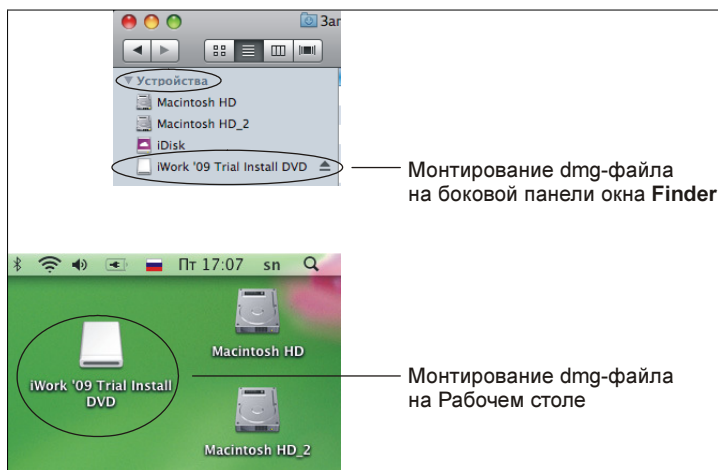 Заг
Устройства
Macintosh HD
Macintosh HD_2
iDisk
iWork '09 Trial Install DVD
Монтирование dmg-файла
на боковой панели окна Finder
Пт 17:07 sn
Macintosh HD
iWork '09 Trial Install
DVD
Монтирование dmg-файла
на Рабочем столе
Macintosh HD_2